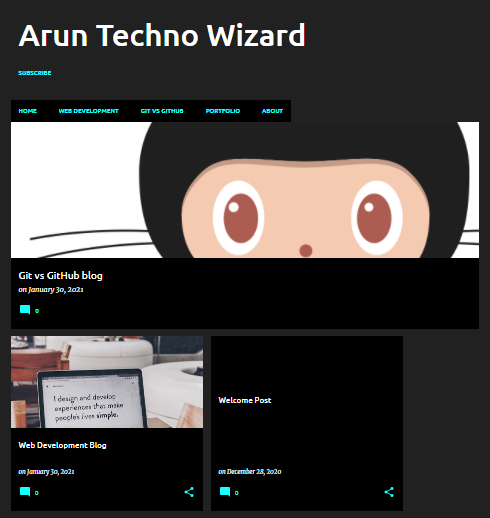 Arun Techno Wizard
SUBSCRIBE
HOME WEB DEVELOPMENT GIT VS GITHUB PORTFOLIO ABOUT
Git vs GitHub blog
on January 30, 2021
0
I design and develop
experiences that make
people's lives simple.
Web Development Blog
on January 30, 2021
0
Welcome Post
on December 28, 2020
0